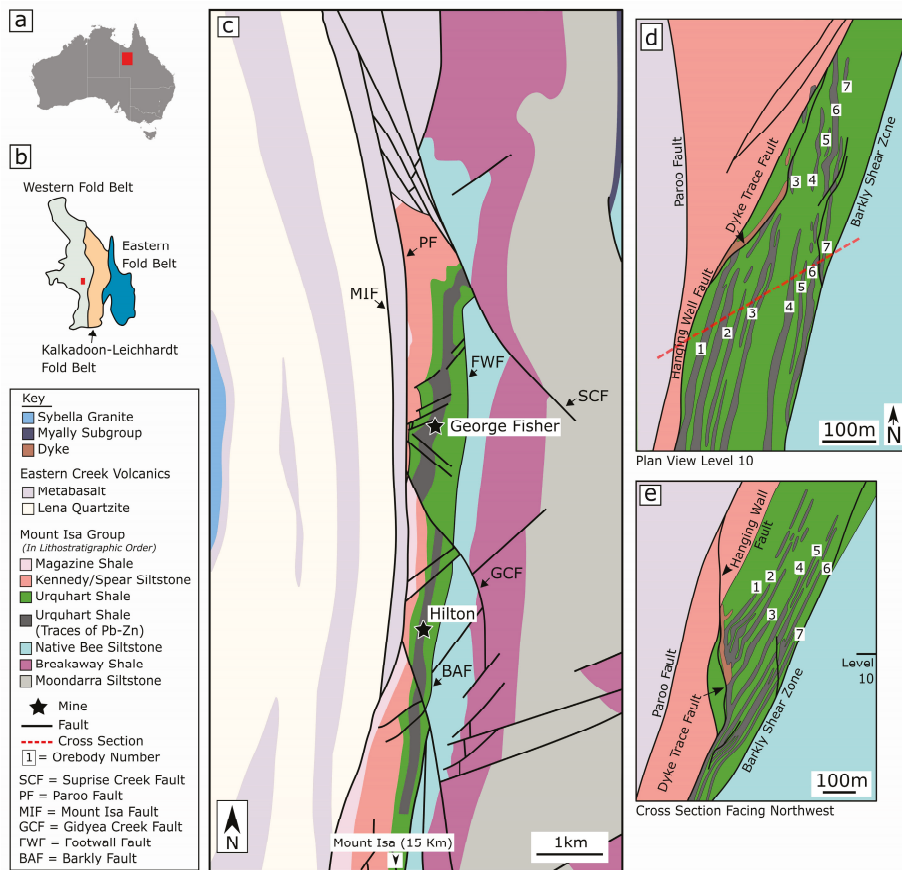 a
b
Western Fold Belt
Eastern
Fold Belt
Kalkadoon-Leichhardt
Fold Belt
Key
Sybella Granite
Myally Subgroup
Dyke
Eastern Creek Volcanics
Metabasalt
Lena Quartzite
Mount Isa Group
(In Lithostratigraphic Order)
Magazine Shale
Kennedy/Spear Siltstone
Urquhart Shale
Urquhart Shale
(Traces of Pb-Zn)
Native Bee Siltstone
Breakaway Shale
Moondarra Siltstone
Mine
Fault
Cross Section
1 = Orebody Number
SCF = Suprise Creek Fault
PF = Paroo Fault
MIF = Mount Isa Fault
GCF = Gidyea Creek Fault
FWF = Footwall Fault
BAF = Barkly Fault
c
PF
MIF
FWF
SCF
George Fisher
GCF
Hilton
BAF
N
Mount Isa (15 Km)
1km
d
Paroo Fault
Dyke Trace Fault
Hanging Wall Fault
Barkly Shear Zone
7
6
5
3
4
7
6
5
4
3
2
1
100m
N
Plan View Level 10
e
Hanging Wall
Fault
Paroo Fault
Dyke Trace Fault
Barkly Shear Zone
5
4
6
2
1
3
7
Level
10
100m
Cross Section Facing Northwest